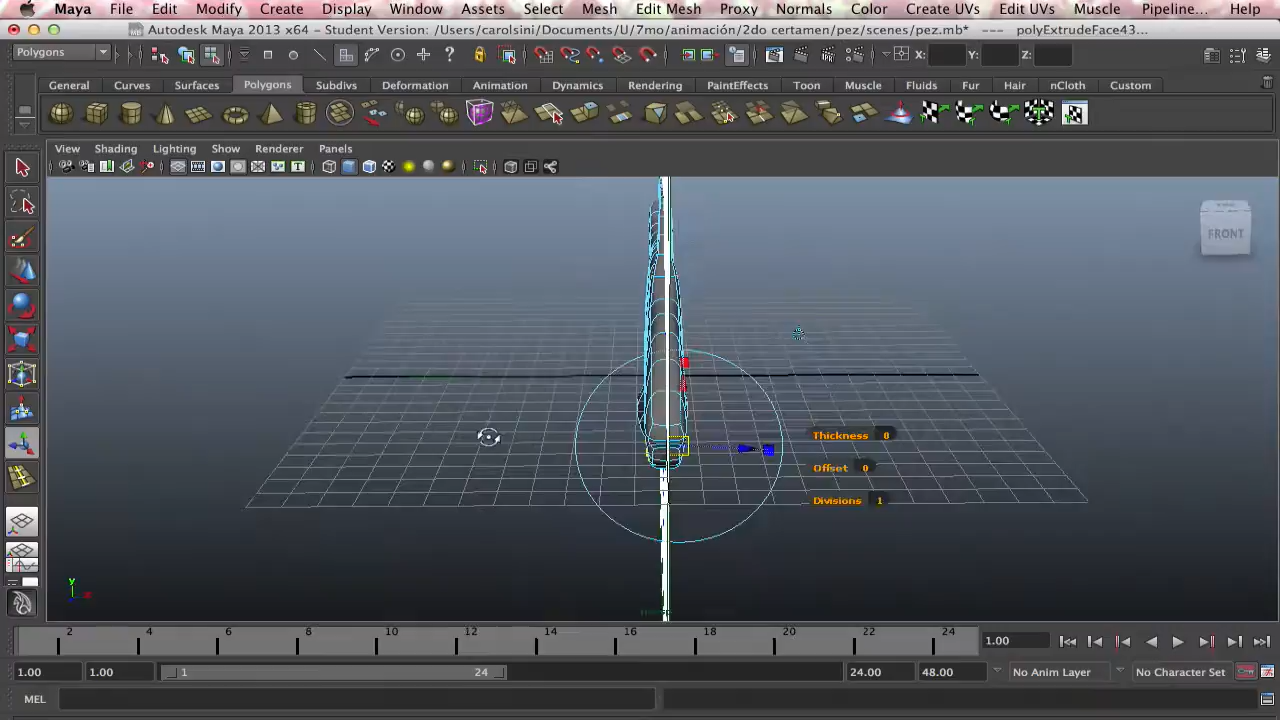 Maya File Edit Modify Create Display Window Assets Select Mesh Edit Mesh Proxy Normals Color Create UVs Edit UVs Muscle Pipeline... Help
Autodesk Maya 2013 x64 - Student Version: /Users/carolsini/Documents/U/7mo/animación/2do certamen/pez/scenes/pez.mb* --- polyExtrudeFace43...
Polygons X: Y: Z:
General Curves Surfaces Polygons Subdivs Deformation Animation Dynamics Rendering PaintEffects Toon Muscle Fluids Fur Hair nCloth Custom
View Shading Lighting Show Renderer Panels
FRONT
Thickness 0
Offset 0
Divisions 1
y
x
2 4 6 8 10 12 14 16 18 20 22 24 1.00
1.00 1.00 1 24 24.00 48.00 No Anim Layer No Character Set
MEL